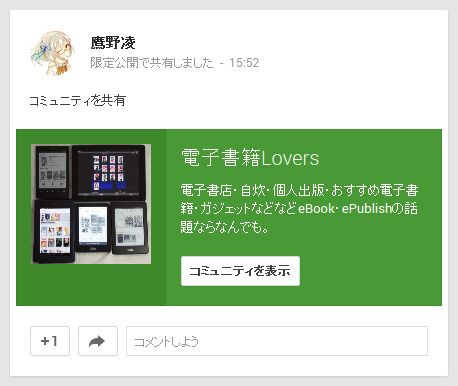 鷹野凌
限定公開で共有しました - 15:52
コミュニティを共有
電子書籍Lovers
電子書店・自炊・個人出版・おすすめ電子書
籍・ガジェットなどなどeBook・ePublishの話
題ならなんでも。
コミュニティを表示
+1
コメントしよう